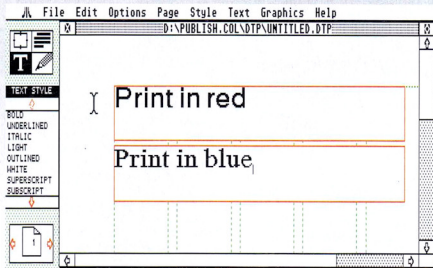 File Edit Options Page Style Text Graphics Help
D:\PUBLISH.COL\DTP\UNTITLED.DTP
T
TEXT STYLE
BOLD
UNDERLINED
ITALIC
LIGHT
OUTLINED
WHITE
SUPERSCRIPT
SUBSCRIPT
1
Print in red
Print in blue